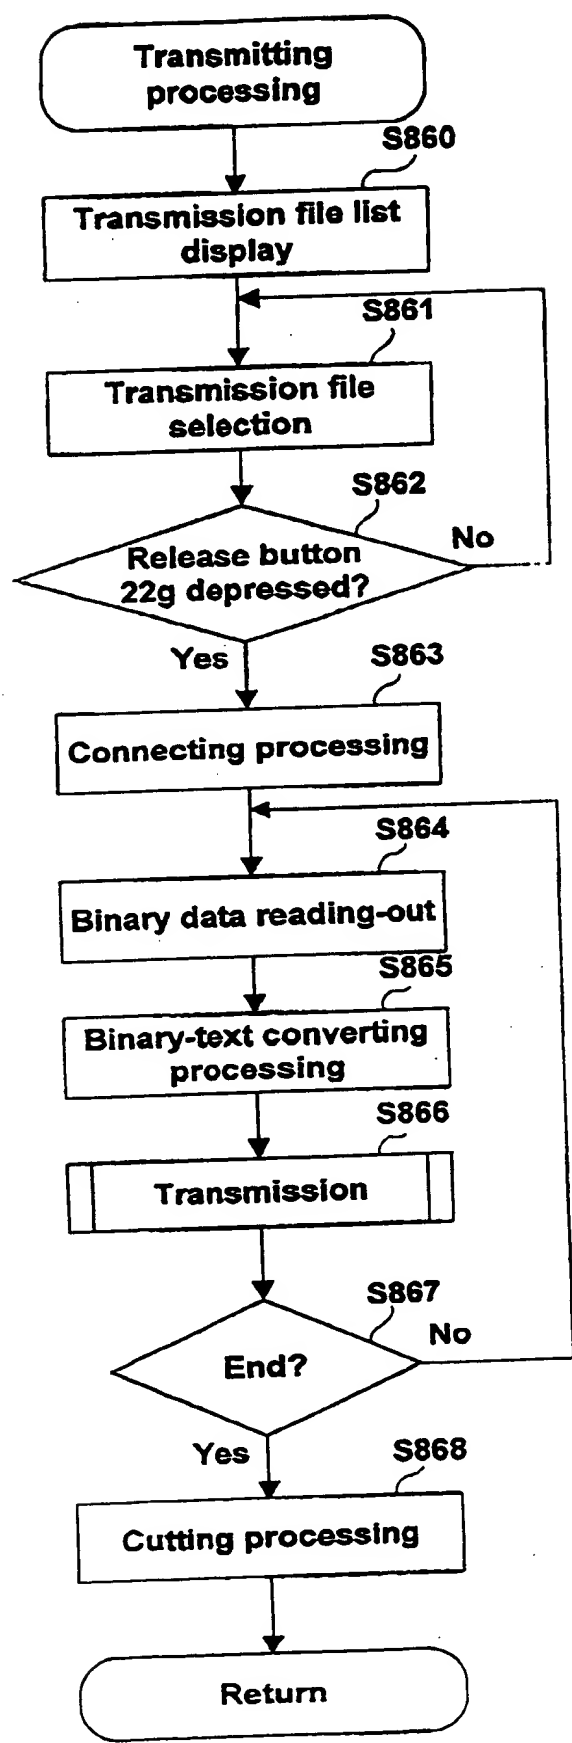 Transmitting
processing
S860
Transmission file list
display
S861
Transmission file
selection
S862
Release button
22g depressed?
No
Yes
S863
Connecting processing
S864
Binary data reading-out
S865
Binary-text converting
processing
S866
Transmission
S867
End?
No
Yes
S868
Cutting processing
Return